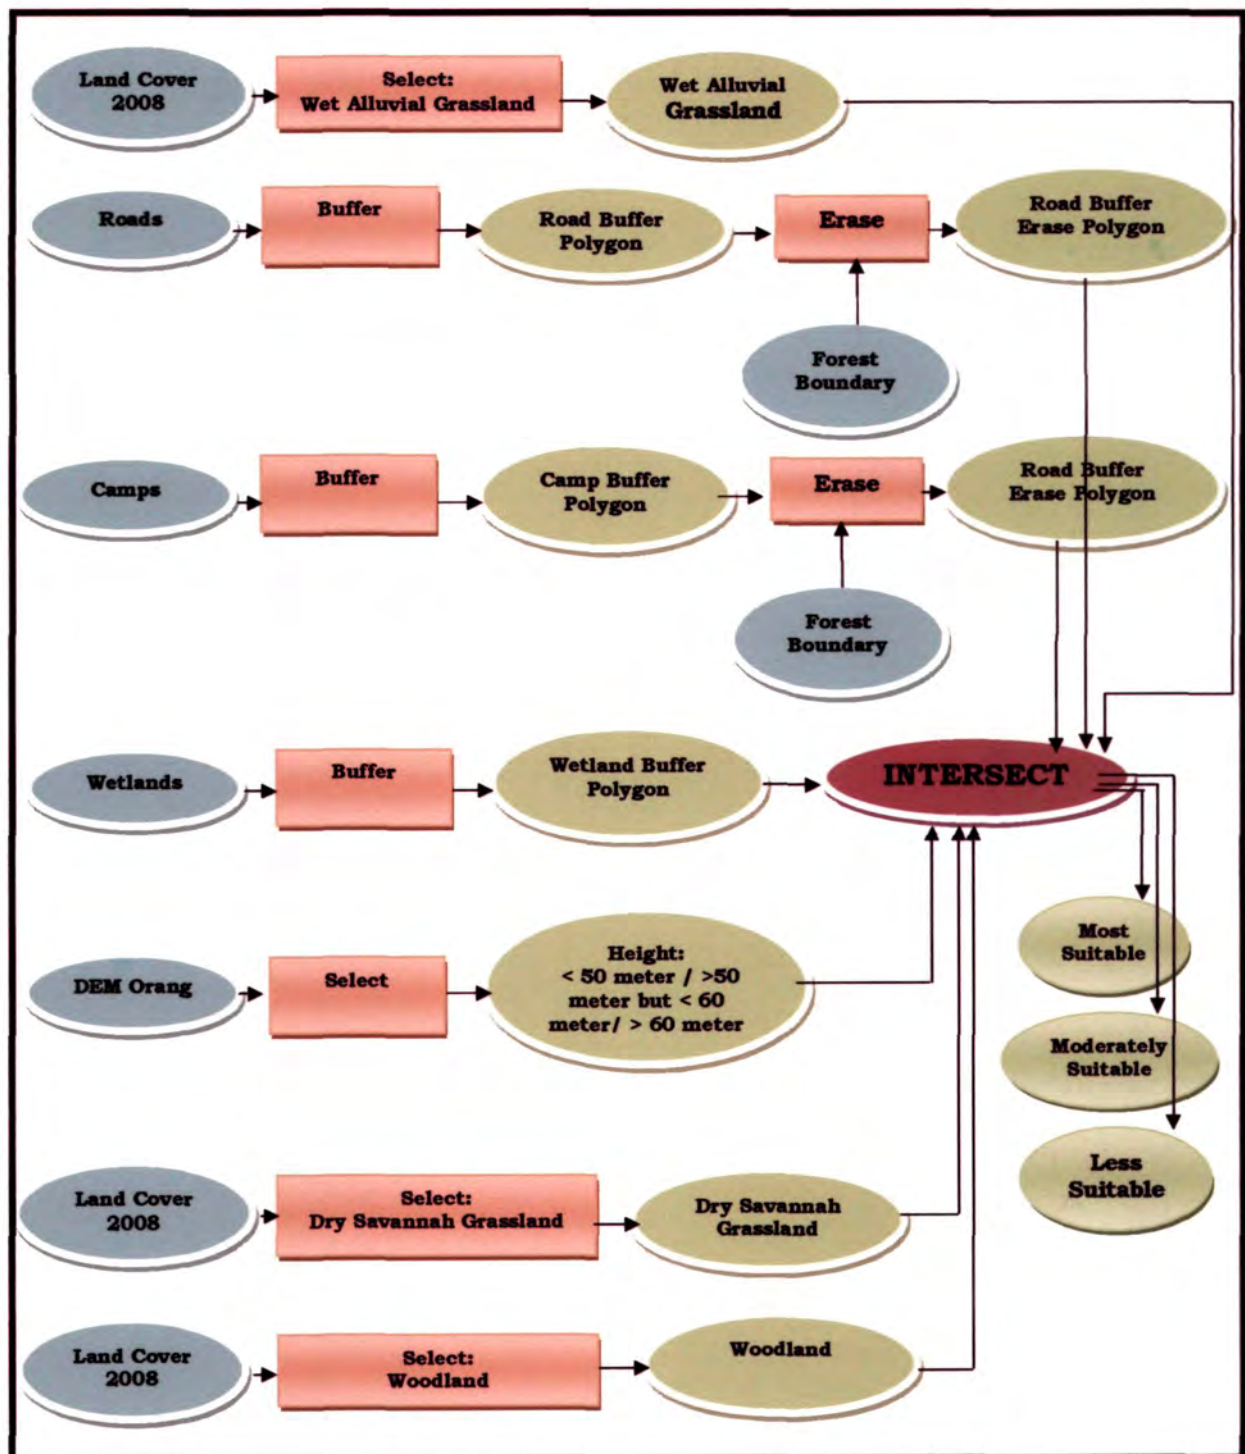 Land Cover
2008
Select:
Wet Alluvial Grassland
Wet Alluvial
Grassland
Roads
Buffer
Road Buffer
Polygon
Erase
Road Buffer
Erase Polygon
Forest
Boundary
Camps
Buffer
Camp Buffer
Polygon
Erase
Road Buffer
Erase Polygon
Forest
Boundary
Wetlands
Buffer
Wetland Buffer
Polygon
INTERSECT
DEM Orang
Select
Height:
< 50 meter / >50
meter but < 60
meter/ > 60 meter
Most
Suitable
Moderately
Suitable
Less
Suitable
Land Cover
2008
Select:
Dry Savannah Grassland
Dry Savannah
Grassland
Land Cover
2008
Select:
Woodland
Woodland